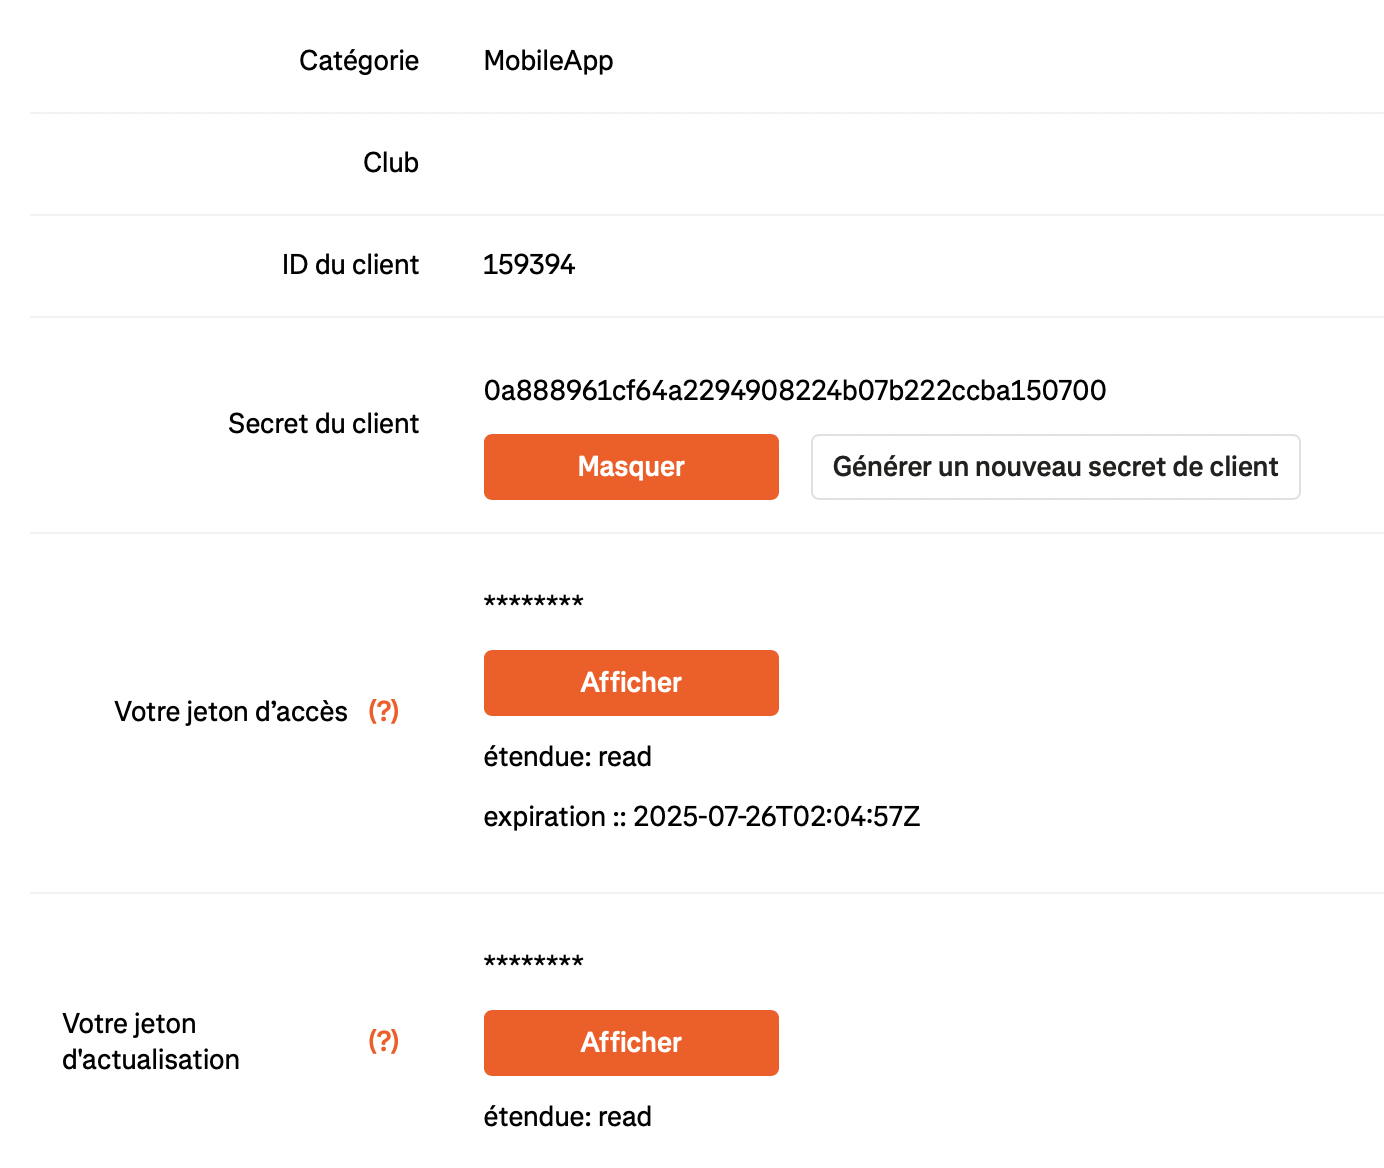 Catégorie MobileApp
Club
ID du client 159394
0a888961cf64a2294908224b07b222ccba150700
Secret du client
Masquer Générer un nouveau secret de client
********
Afficher
Votre jeton d’accès (?)
étendue: read
expiration :: 2025-07-26T02:04:57Z
********
Votre jeton
d'actualisation (?)
Afficher
étendue: read